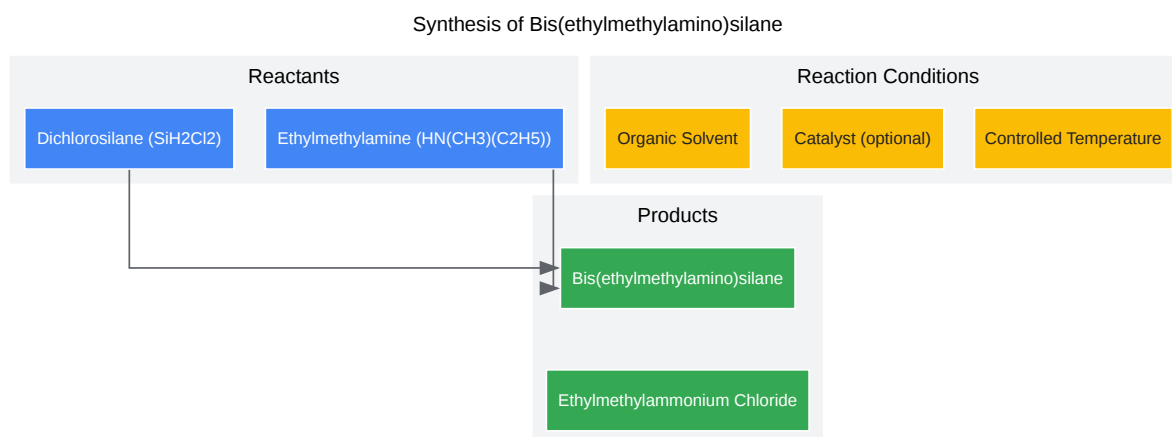 Synthesis of Bis(ethylmethylamino)silane
Reactants
Dichlorosilane (SiH2Cl2)
Ethylmethylamine (HN(CH3)(C2H5))
Reaction Conditions
Organic Solvent
Catalyst (optional)
Controlled Temperature
Products
Bis(ethylmethylamino)silane
Ethylmethylammonium Chloride